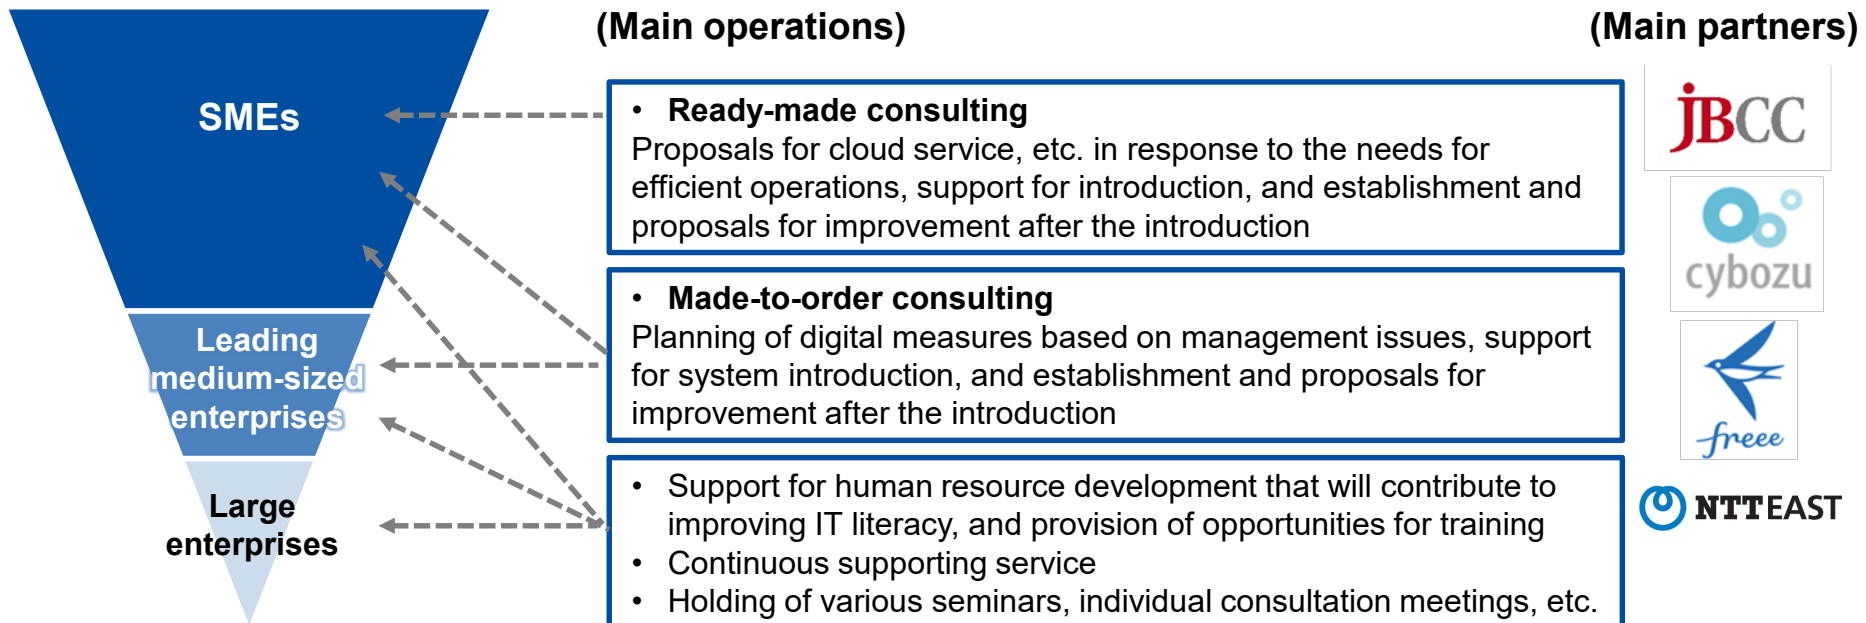 (Main operations)
(Main partners)
SMEs
Leading
medium-sized
enterprises
Large
enterprises
• Ready-made consulting
Proposals for cloud service, etc. in response to the needs for
efficient operations, support for introduction, and establishment and
proposals for improvement after the introduction
• Made-to-order consulting
Planning of digital measures based on management issues, support
for system introduction, and establishment and proposals for
improvement after the introduction
• Support for human resource development that will contribute to
improving IT literacy, and provision of opportunities for training
• Continuous supporting service
• Holding of various seminars, individual consultation meetings, etc.
JBCC
cybozu
freee
NTT EAST